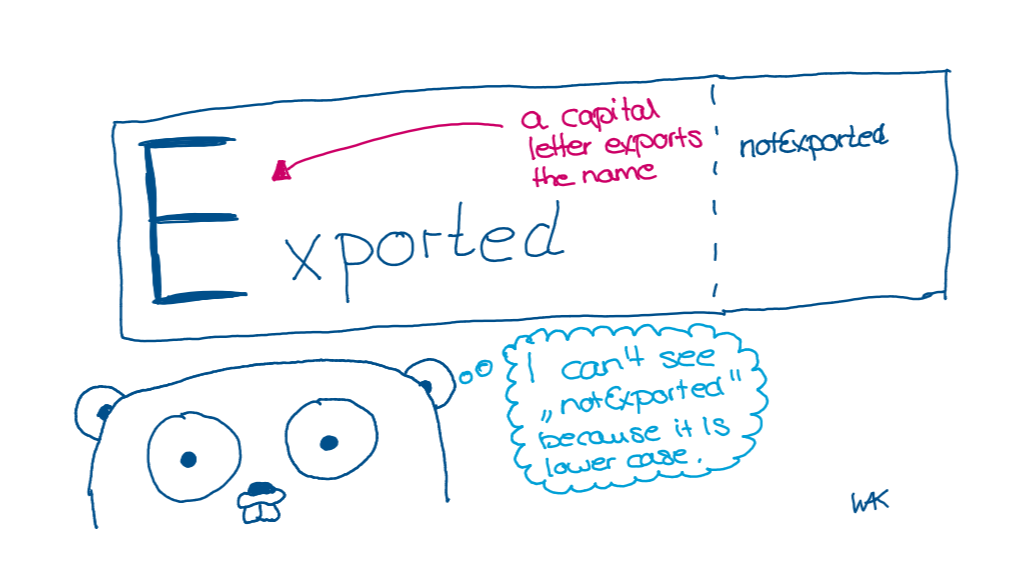 Exported
a capital
letter exports
the name
notExported
I can't see
„notExported"
because it is
lower case.
WAK